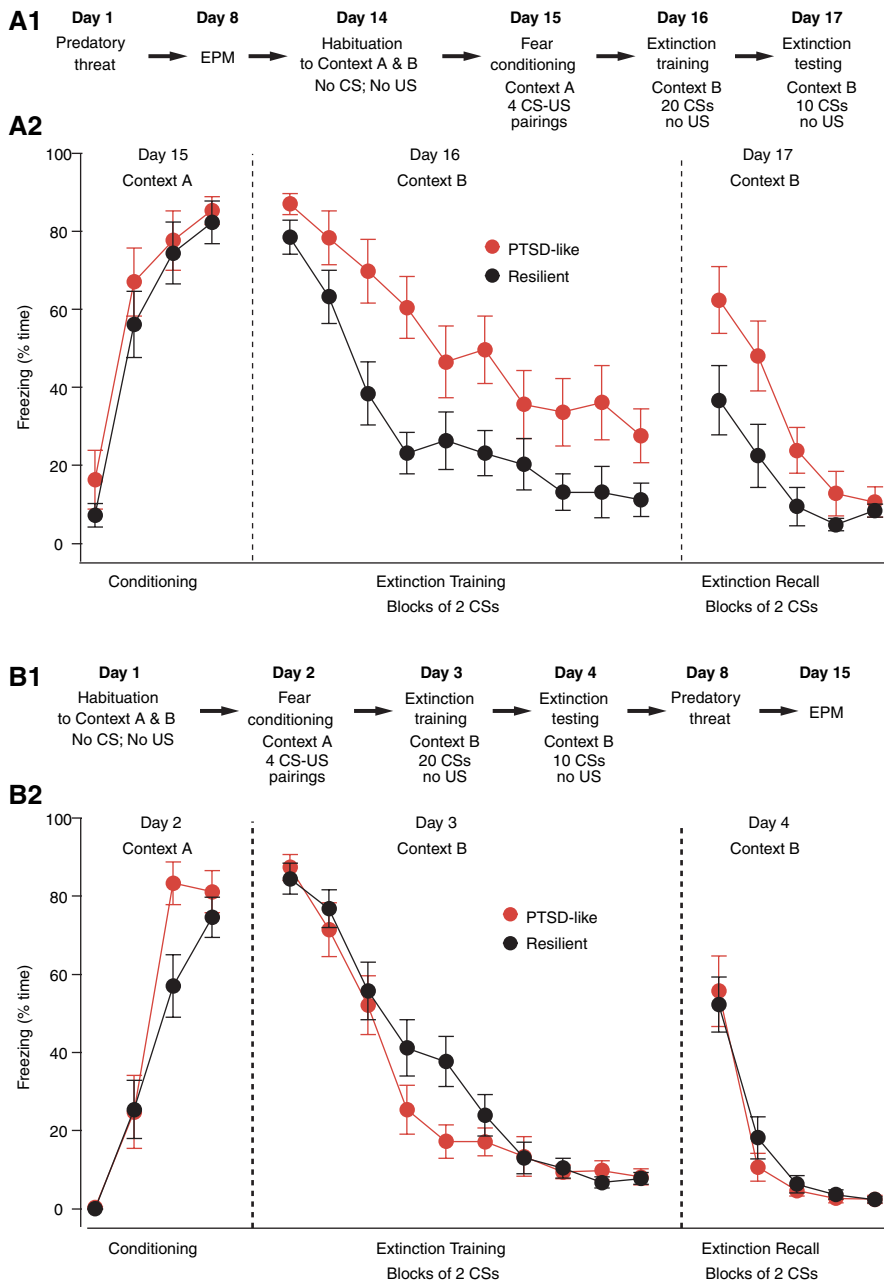 A1
Day 1
Predatory
threat
Day 8
EPM
Day 14
Habituation
to Context A & B
No CS; No US
Day 15
Fear
conditioning
Context A
4 CS-US
pairings
Day 16
Extinction
training
Context B
20 CSs
no US
Day 17
Extinction
testing
Context B
10 CSs
no US
A2
100
80
60
40
20
0
Freezing (% time)
Day 15
Context A
Day 16
Context B
Day 17
Context B
PTSD-like
Resilient
Conditioning
Extinction Training
Blocks of 2 CSs
Extinction Recall
Blocks of 2 CSs
B1
Day 1
Habituation
to Context A & B
No CS; No US
Day 2
Fear
conditioning
Context A
4 CS-US
pairings
Day 3
Extinction
training
Context B
20 CSs
no US
Day 4
Extinction
testing
Context B
10 CSs
no US
Day 8
Predatory
threat
Day 15
EPM
B2
100
80
60
40
20
0
Freezing (% time)
Day 2
Context A
Day 3
Context B
Day 4
Context B
PTSD-like
Resilient
Conditioning
Extinction Training
Blocks of 2 CSs
Extinction Recall
Blocks of 2 CSs